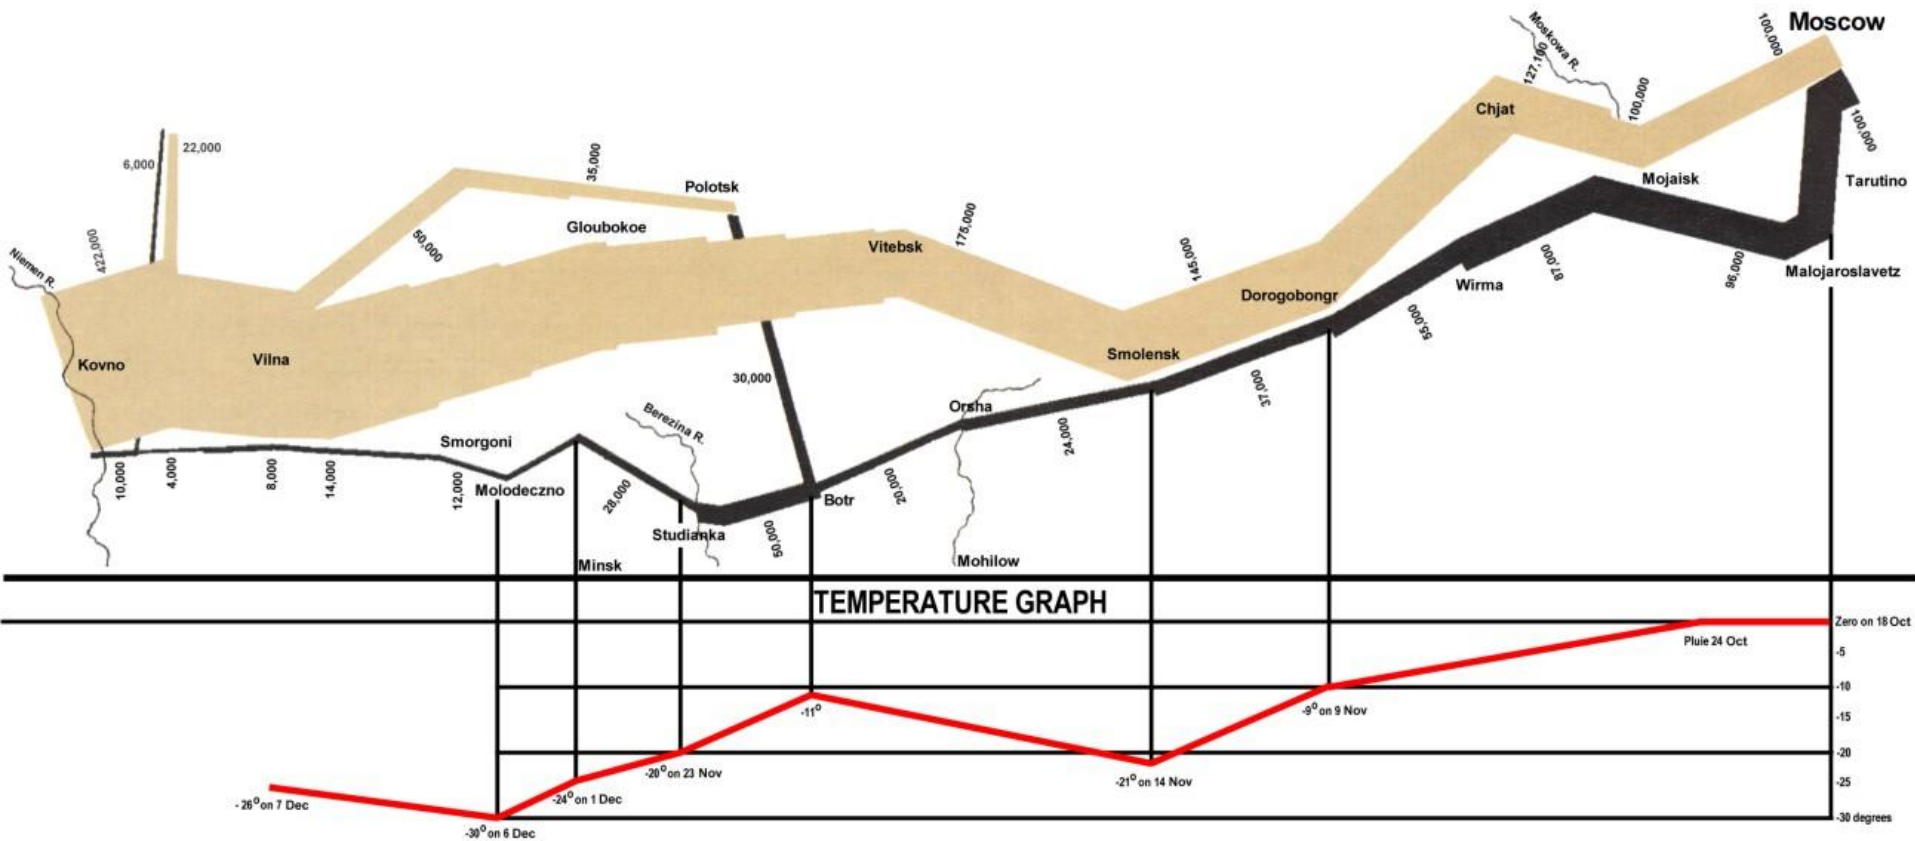 Moscow
Moskowa R.
100,000
127,100
100,000
Chjat
100,000
6,000
22,000
35,000
Polotsk
Mojaisk
Tarutino
422,000
50,000
Gloubokoe
175,000
Vitebsk
145,000
Niemen R.
Dorogobongr
Wirma
87,000
96,000
Malojaroslavetz
55,000
Kovno
Vilna
Smolensk
30,000
37,000
Orsha
Berezina R.
24,000
Smorgoni
10,000
4,000
8,000
14,000
12,000
Molodeczno
28,000
Botr
20,000
Studianka
50,000
Minsk
Mohilow
TEMPERATURE GRAPH
Zero on 18 Oct
Pluie 24 Oct
-5
-10
-9° on 9 Nov
-11°
-15
-20
-20° on 23 Nov
-21° on 14 Nov
-25
-24° on 1 Dec
- 26° on 7 Dec
-30 degrees
-30° on 6 Dec